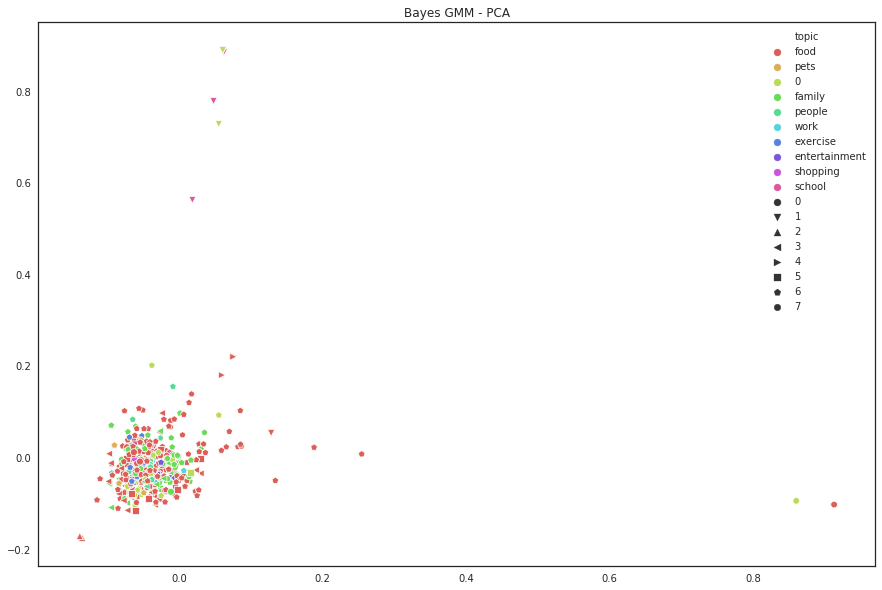 Bayes GMM - PCA
topic
food
pets
0
family
people
work
exercise
entertainment
shopping
school
0
1
2
3
4
5
6
7
0.8
0.6
0.4
0.2
0.0
−0.2
0.0
0.2
0.4
0.6
0.8